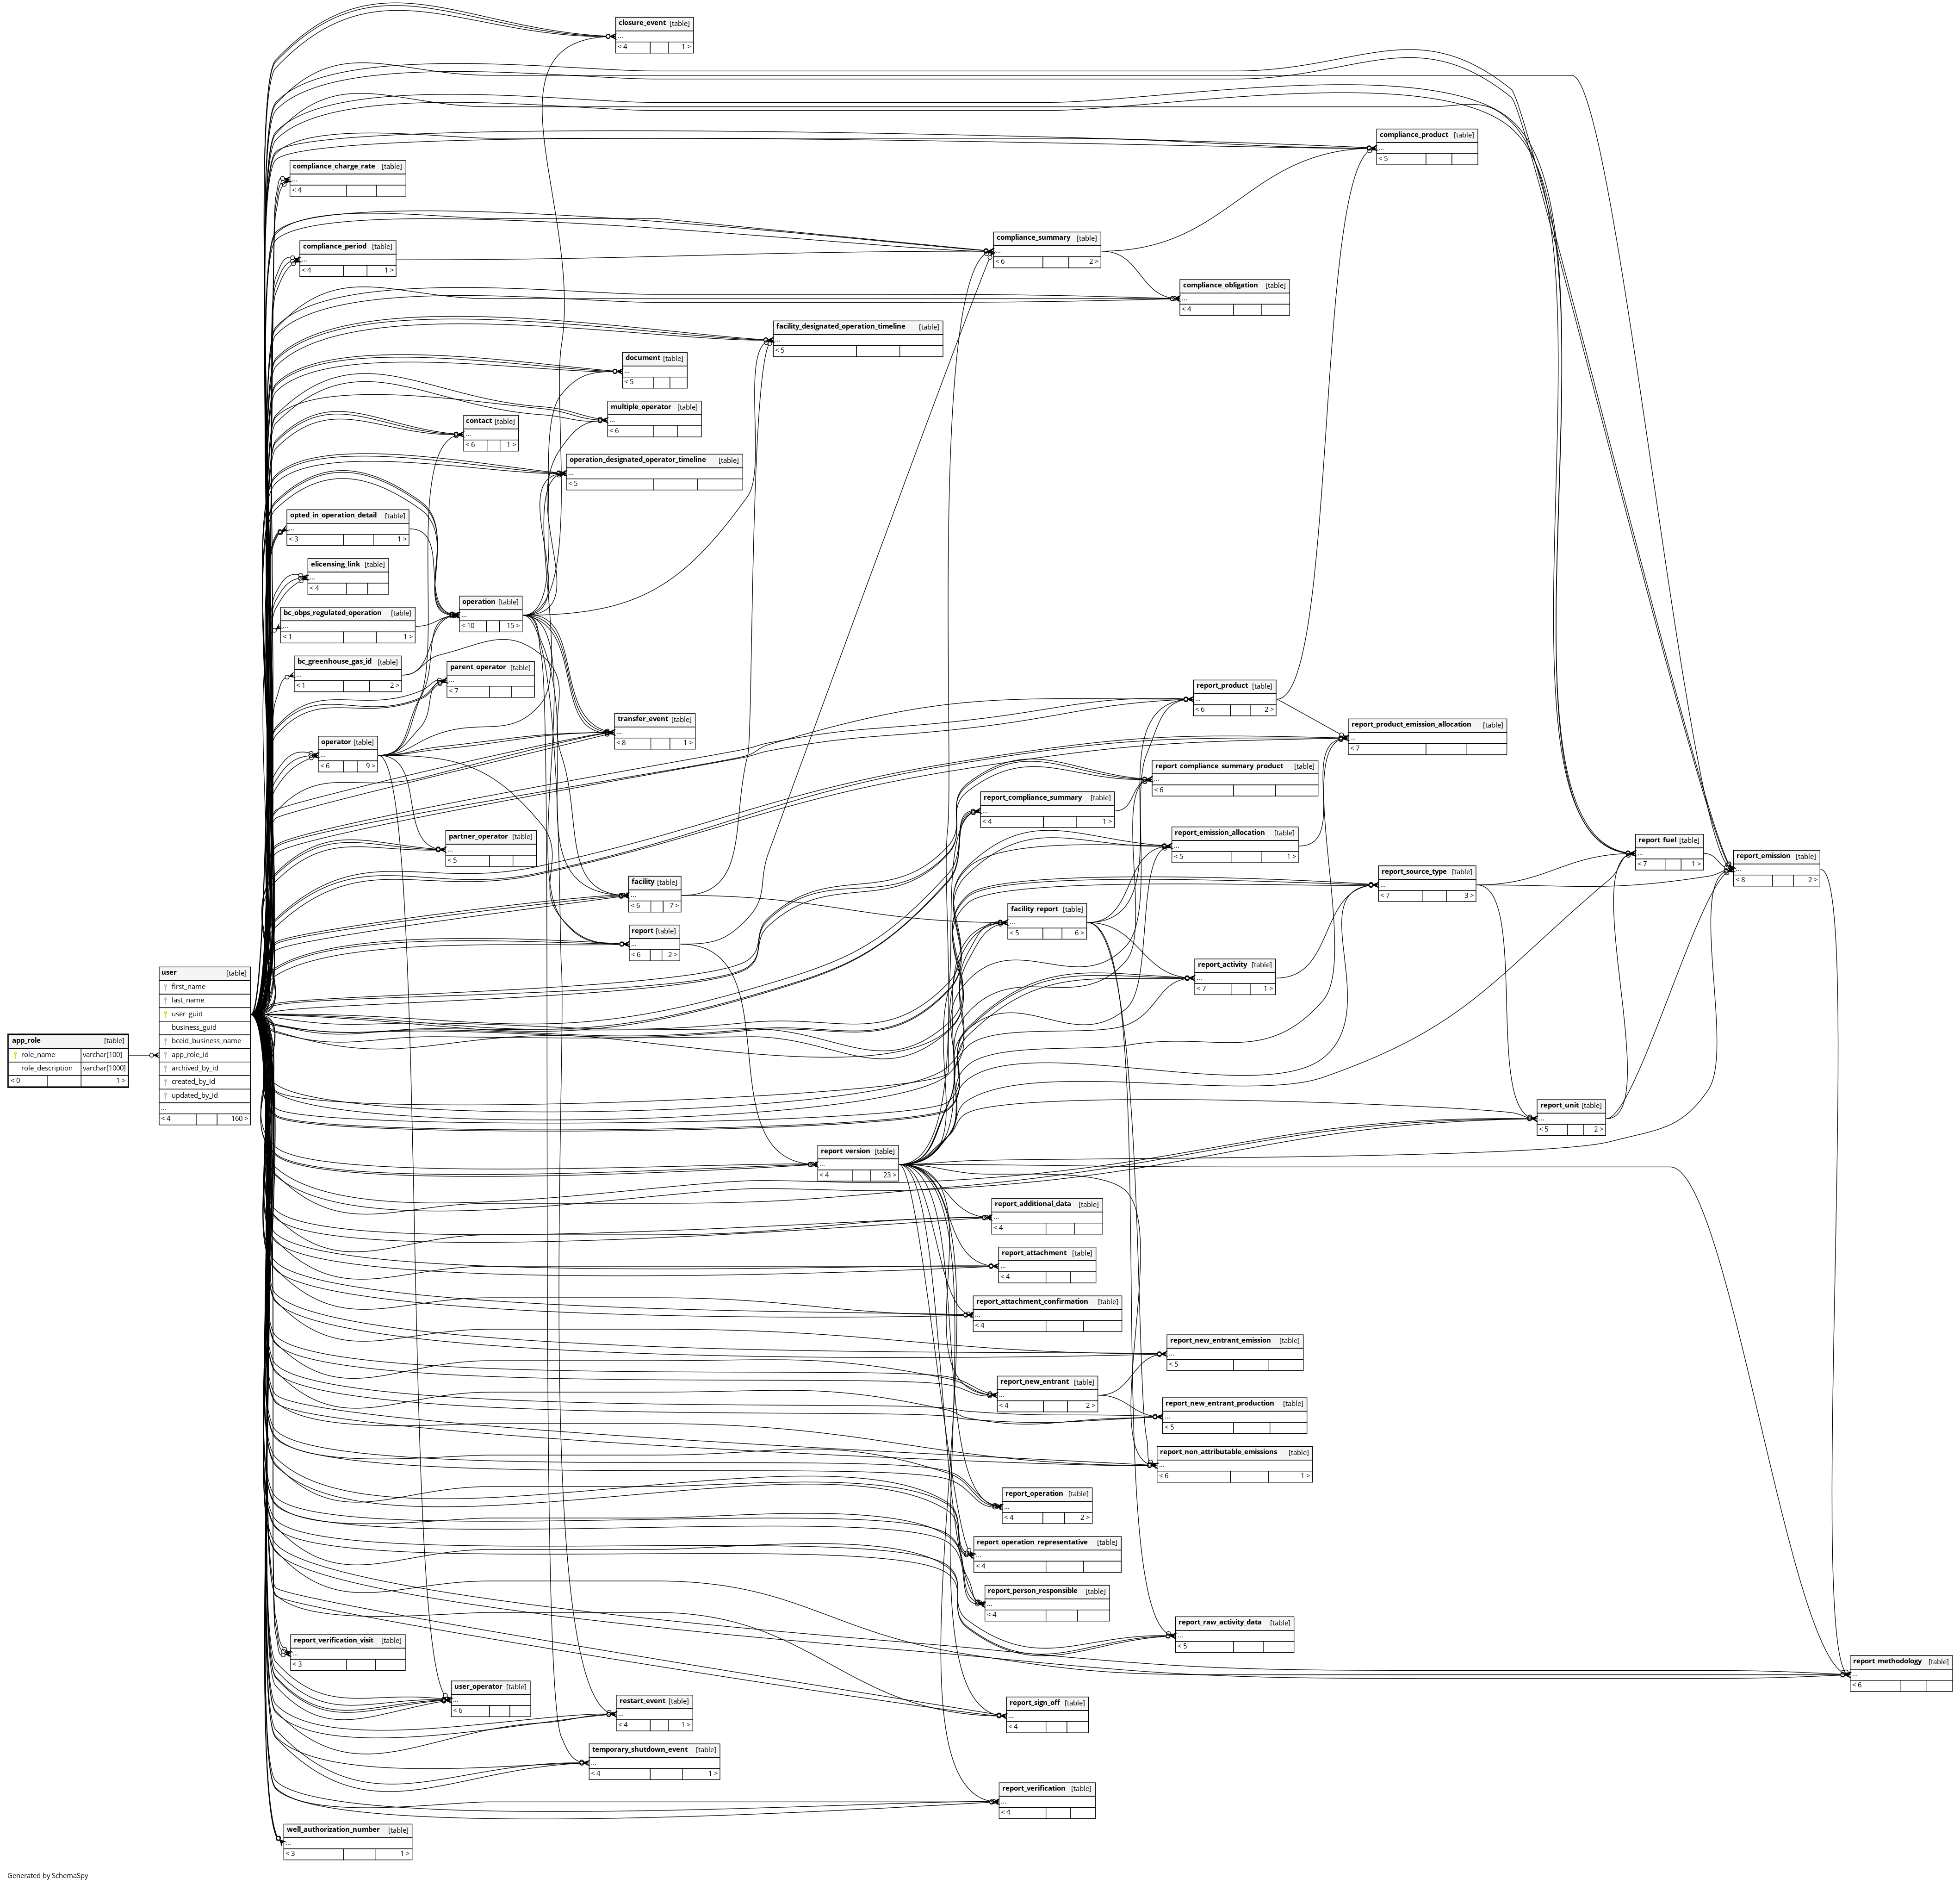 closure_event [table]
...
< 4 1 >
compliance_product [table]
...
< 5
compliance_charge_rate [table]
...
< 4
compliance_summary [table]
...
< 6 2 >
compliance_period [table]
...
< 4 1 >
compliance_obligation [table]
...
< 4
facility_designated_operation_timeline [table]
...
< 5
document [table]
...
< 5
multiple_operator [table]
...
< 6
contact [table]
...
< 6 1 >
operation_designated_operator_timeline [table]
...
< 5
opted_in_operation_detail [table]
...
< 3 1 >
elicensing_link [table]
...
< 4
operation [table]
...
< 10 15 >
bc_obps_regulated_operation [table]
...
< 1 1 >
bc_greenhouse_gas_id [table]
...
< 1 2 >
parent_operator [table]
...
< 7
report_product [table]
...
< 6 2 >
transfer_event [table]
...
< 8 1 >
report_product_emission_allocation [table]
...
< 7
operator [table]
...
< 6 9 >
report_compliance_summary_product [table]
...
< 6
report_compliance_summary [table]
...
< 4 1 >
report_emission_allocation [table]
...
< 5 1 >
partner_operator [table]
...
< 5
report_fuel [table]
...
< 7 1 >
report_emission [table]
...
< 8 2 >
report_source_type [table]
...
< 7 3 >
facility [table]
...
< 6 7 >
facility_report [table]
...
< 5 6 >
report [table]
...
< 6 2 >
report_activity [table]
...
< 7 1 >
user [table]
first_name
last_name
user_guid
business_guid
bceid_business_name
app_role_id
archived_by_id
created_by_id
updated_by_id
...
< 4 160 >
app_role [table]
role_name varchar[100]
role_description varchar[1000]
< 0 1 >
report_unit [table]
...
< 5 2 >
report_version [table]
...
< 4 23 >
report_additional_data [table]
...
< 4
report_attachment [table]
...
< 4
report_attachment_confirmation [table]
...
< 4
report_new_entrant_emission [table]
...
< 5
report_new_entrant [table]
...
< 4 2 >
report_new_entrant_production [table]
...
< 5
report_non_attributable_emissions [table]
...
< 6 1 >
report_operation [table]
...
< 4 2 >
report_operation_representative [table]
...
< 4
report_person_responsible [table]
...
< 4
report_raw_activity_data [table]
...
< 5
report_verification_visit [table]
...
< 3
report_methodology [table]
...
< 6
user_operator [table]
...
< 6
restart_event [table]
...
< 4 1 >
report_sign_off [table]
...
< 4
temporary_shutdown_event [table]
...
< 4 1 >
report_verification [table]
...
< 4
well_authorization_number [table]
...
< 3 1 >
Generated by SchemaSpy